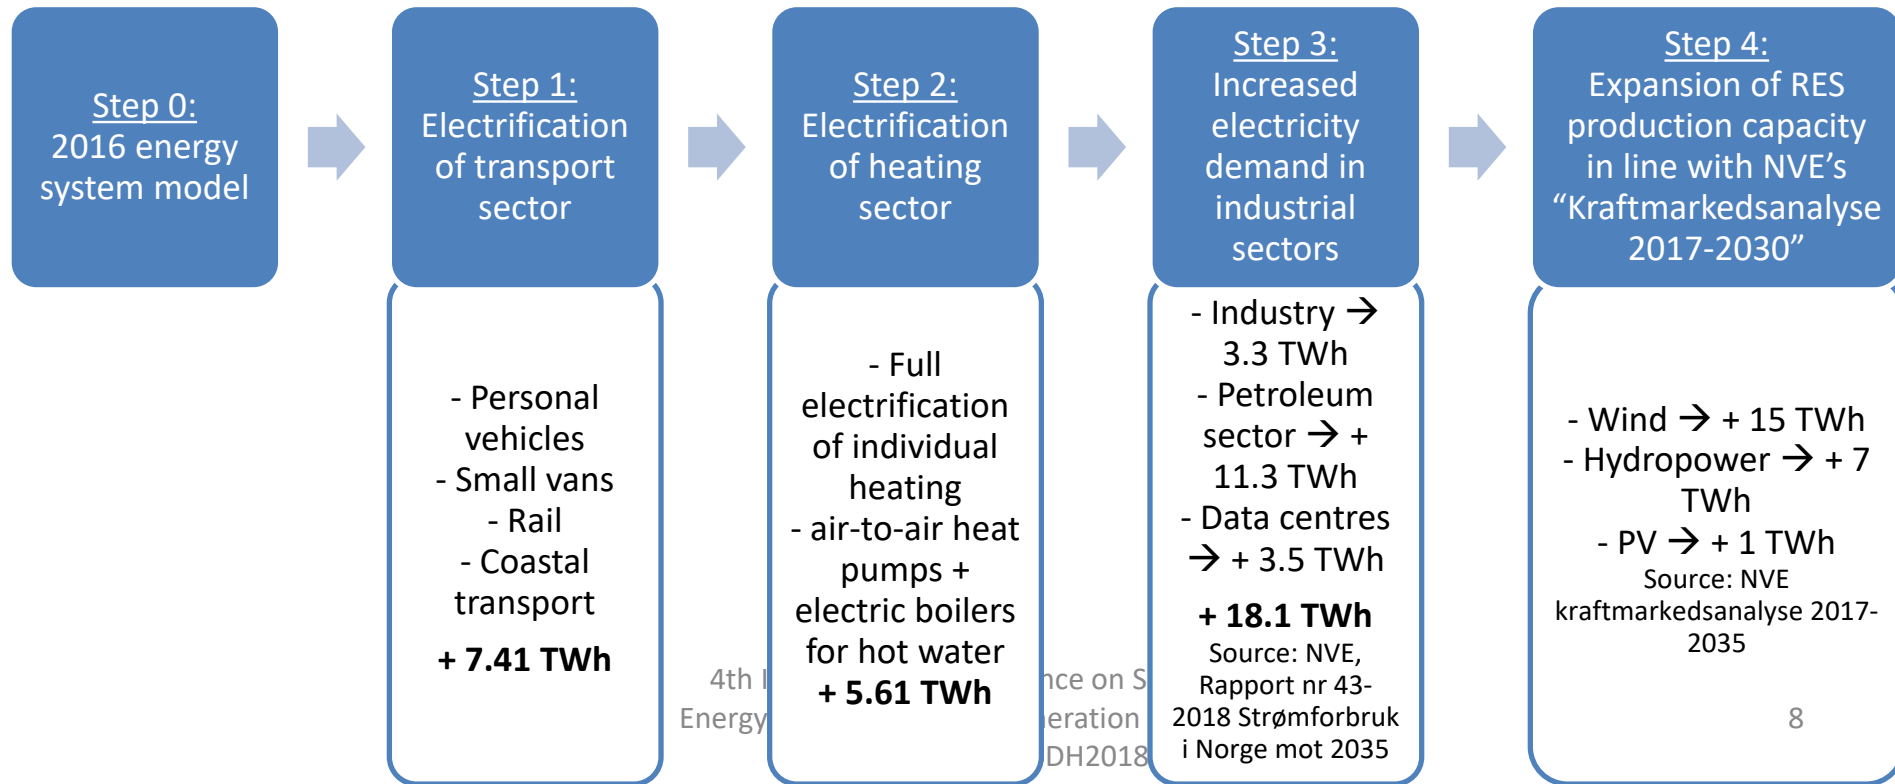 Step 0:
2016 energy
system model
Step 1:
Electrification
of transport
sector
- Personal
vehicles
- Small vans
- Rail
- Coastal
transport
+ 7.41 TWh
Step 2:
Electrification
of heating
sector
- Full
electrification
of individual
heating
- air-to-air heat
pumps +
electric boilers
for hot water
+ 5.61 TWh
Step 3:
Increased
electricity
demand in
industrial
sectors
- Industry →
3.3 TWh
- Petroleum
sector → +
11.3 TWh
- Data centres
→ + 3.5 TWh
+ 18.1 TWh
Source: NVE,
Rapport nr 43-
2018 Strømforbruk
i Norge mot 2035
Step 4:
Expansion of RES
production capacity
in line with NVE’s
“Kraftmarkedsanalyse
2017-2030”
- Wind → + 15 TWh
- Hydropower → + 7
TWh
- PV → + 1 TWh
Source: NVE
kraftmarkedsanalyse 2017-
2035
4th on
Energy
DH2018
8